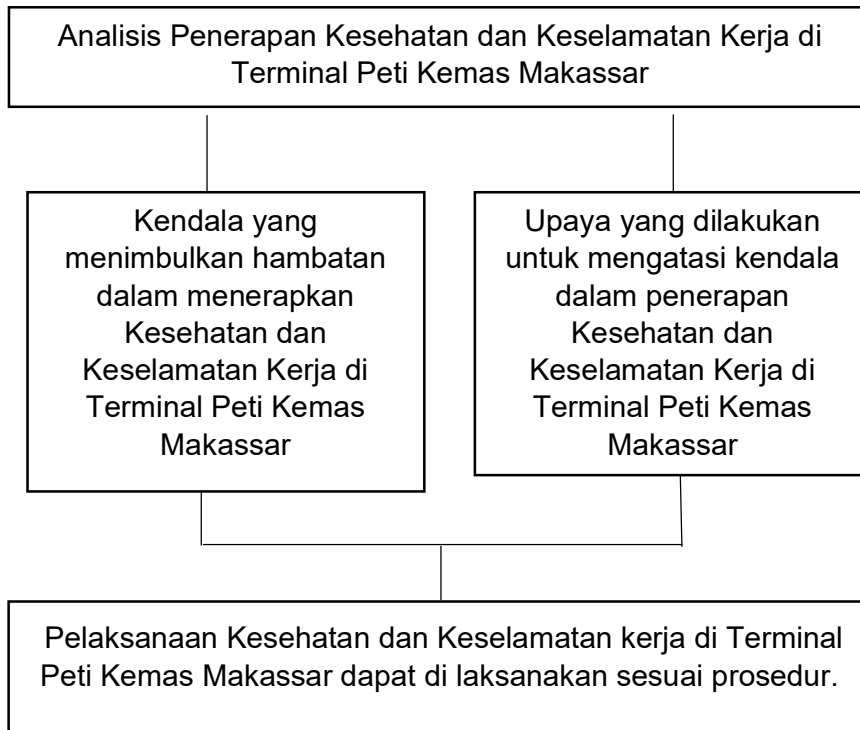 Analisis Penerapan Kesehatan dan Keselamatan Kerja di
Terminal Peti Kemas Makassar
Kendala yang
menimbulkan hambatan
dalam menerapkan
Kesehatan dan
Keselamatan Kerja di
Terminal Peti Kemas
Makassar
Upaya yang dilakukan
untuk mengatasi kendala
dalam penerapan
Kesehatan dan
Keselamatan Kerja di
Terminal Peti Kemas
Makassar
Pelaksanaan Kesehatan dan Keselamatan kerja di Terminal
Peti Kemas Makassar dapat di laksanakan sesuai prosedur.